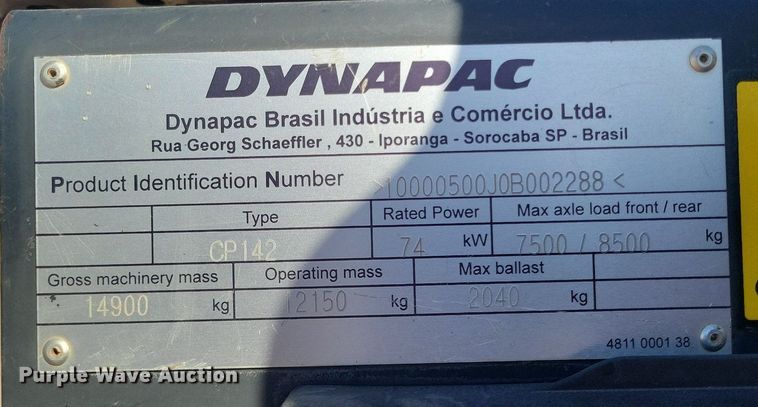 DYNAPAC
Dynapac Brasil Indústria e Comércio Ltda.
Rua Georg Schaeffler , 430 - Iporanga - Sorocaba SP - Brasil
Product Identification Number >10000500J0B002288<
Type Rated Power Max axle load front / rear
CP142 74 kW 7500 / 8500 kg
Gross machinery mass Operating mass Max ballast
14900 kg 12150 kg 2040 kg
4811 0001 38
Purple Wave Auction